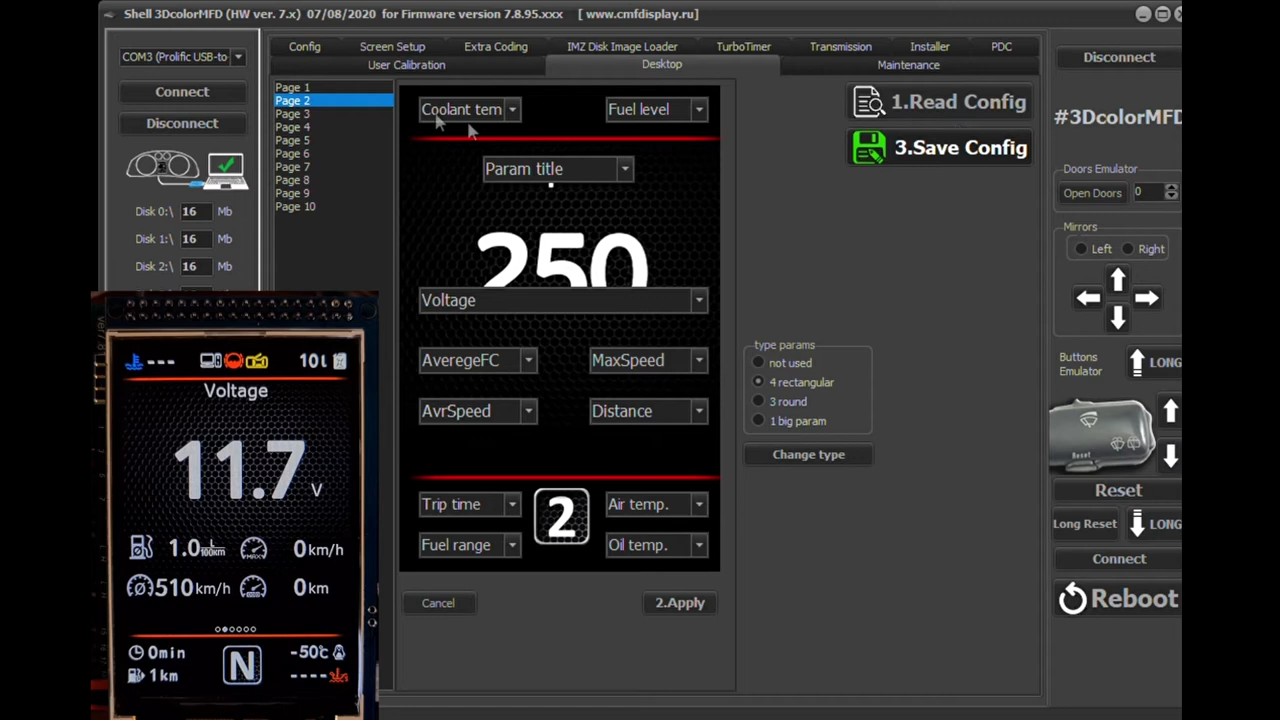 Shell 3DcolorMFD (HW ver. 7.x) 07/08/2020 for Firmware version 7.8.95.xxx [ www.cmfdisplay.ru]
COM3 (Prolific USB-to
Connect
Disconnect
Disk 0:\ 16 Mb
Disk 1:\ 16 Mb
Disk 2:\ 16 Mb
Config Screen Setup Extra Coding IMZ Disk Image Loader TurboTimer Transmission Installer PDC
User Calibration Desktop Maintenance
Page 1
Page 2
Page 3
Page 4
Page 5
Page 6
Page 7
Page 8
Page 9
Page 10
Coolant tem Fuel level
Param title
250
Voltage
AveregeFC MaxSpeed
AvrSpeed Distance
Trip time 2 Air temp.
Fuel range Oil temp.
Cancel 2.Apply
1.Read Config
3.Save Config
type params
not used
4 rectangular
3 round
1 big param
Change type
Disconnect
#3DcolorMFD
Doors Emulator
Open Doors 0
Mirrors
Left Right
Buttons
Emulator
LONG
Reset
Reset
Long Reset LONG
Connect
Reboot
--- 10L
Voltage
11.7 V
1.0 L/100km 0km/h
510km/h 0km
0min N -50℃
1km ----